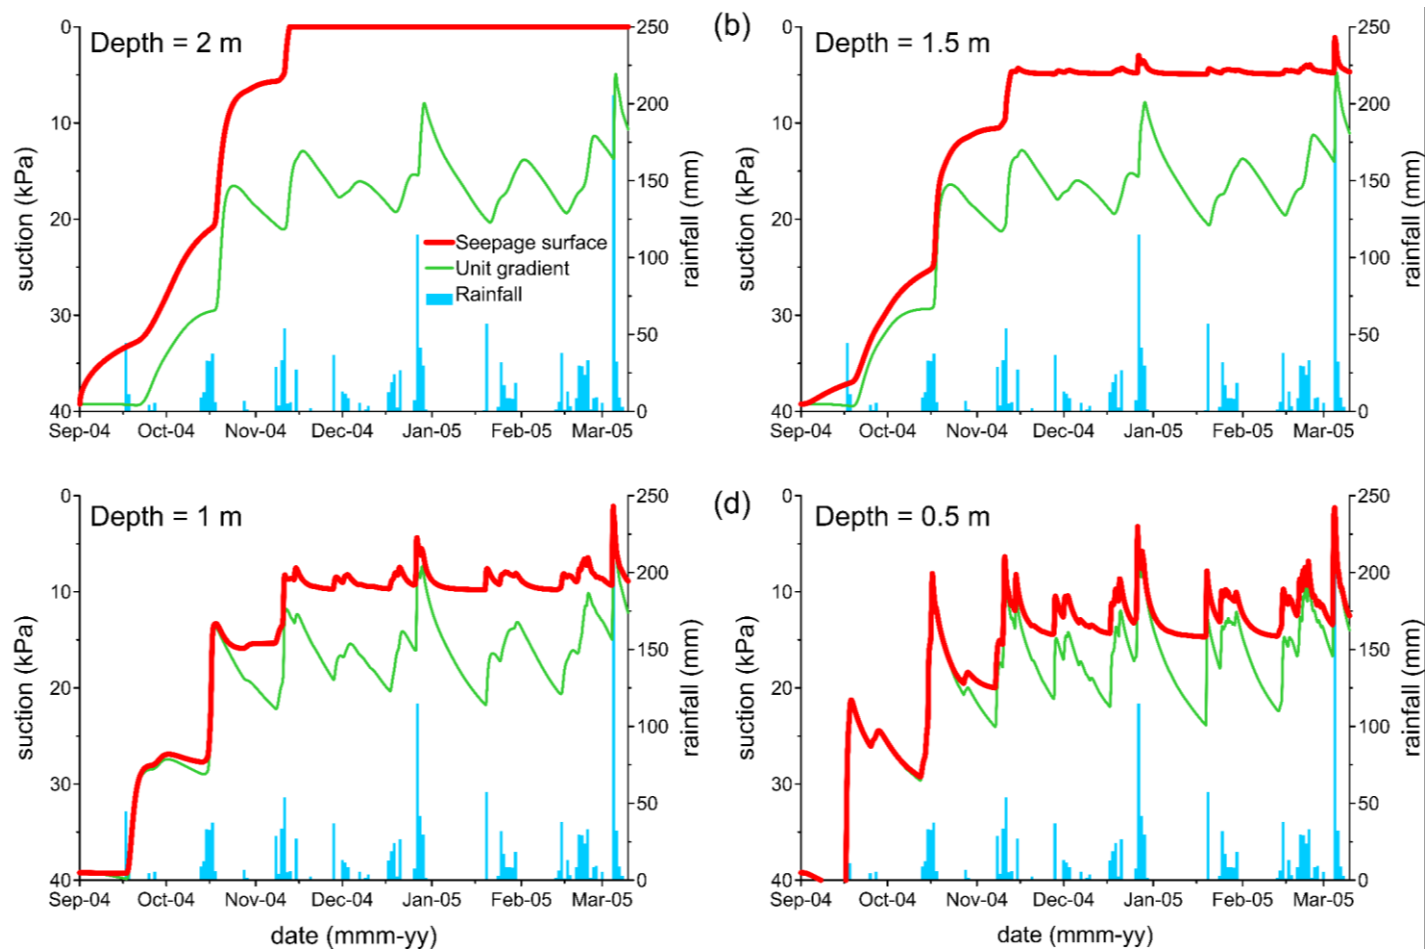 Depth = 2 m
0
10
20
30
40
suction (kPa)
250
200
150
100
50
0
rainfall (mm)
Seepage surface
Unit gradient
Rainfall
Sep-04 Oct-04 Nov-04 Dec-04 Jan-05 Feb-05 Mar-05
(b)
Depth = 1.5 m
0
10
20
30
40
suction (kPa)
250
200
150
100
50
0
rainfall (mm)
Sep-04 Oct-04 Nov-04 Dec-04 Jan-05 Feb-05 Mar-05
Depth = 1 m
0
10
20
30
40
suction (kPa)
250
200
150
100
50
0
rainfall (mm)
Sep-04 Oct-04 Nov-04 Dec-04 Jan-05 Feb-05 Mar-05
date (mmm-yy)
(d)
Depth = 0.5 m
0
10
20
30
40
suction (kPa)
250
200
150
100
50
0
rainfall (mm)
Sep-04 Oct-04 Nov-04 Dec-04 Jan-05 Feb-05 Mar-05
date (mmm-yy)